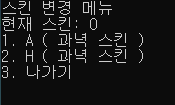 스킨 변경 메뉴
현재 스킨: 0
1. A ( 과녁 스킨 )
2. H ( 과녁 스킨 )
3. 나가기